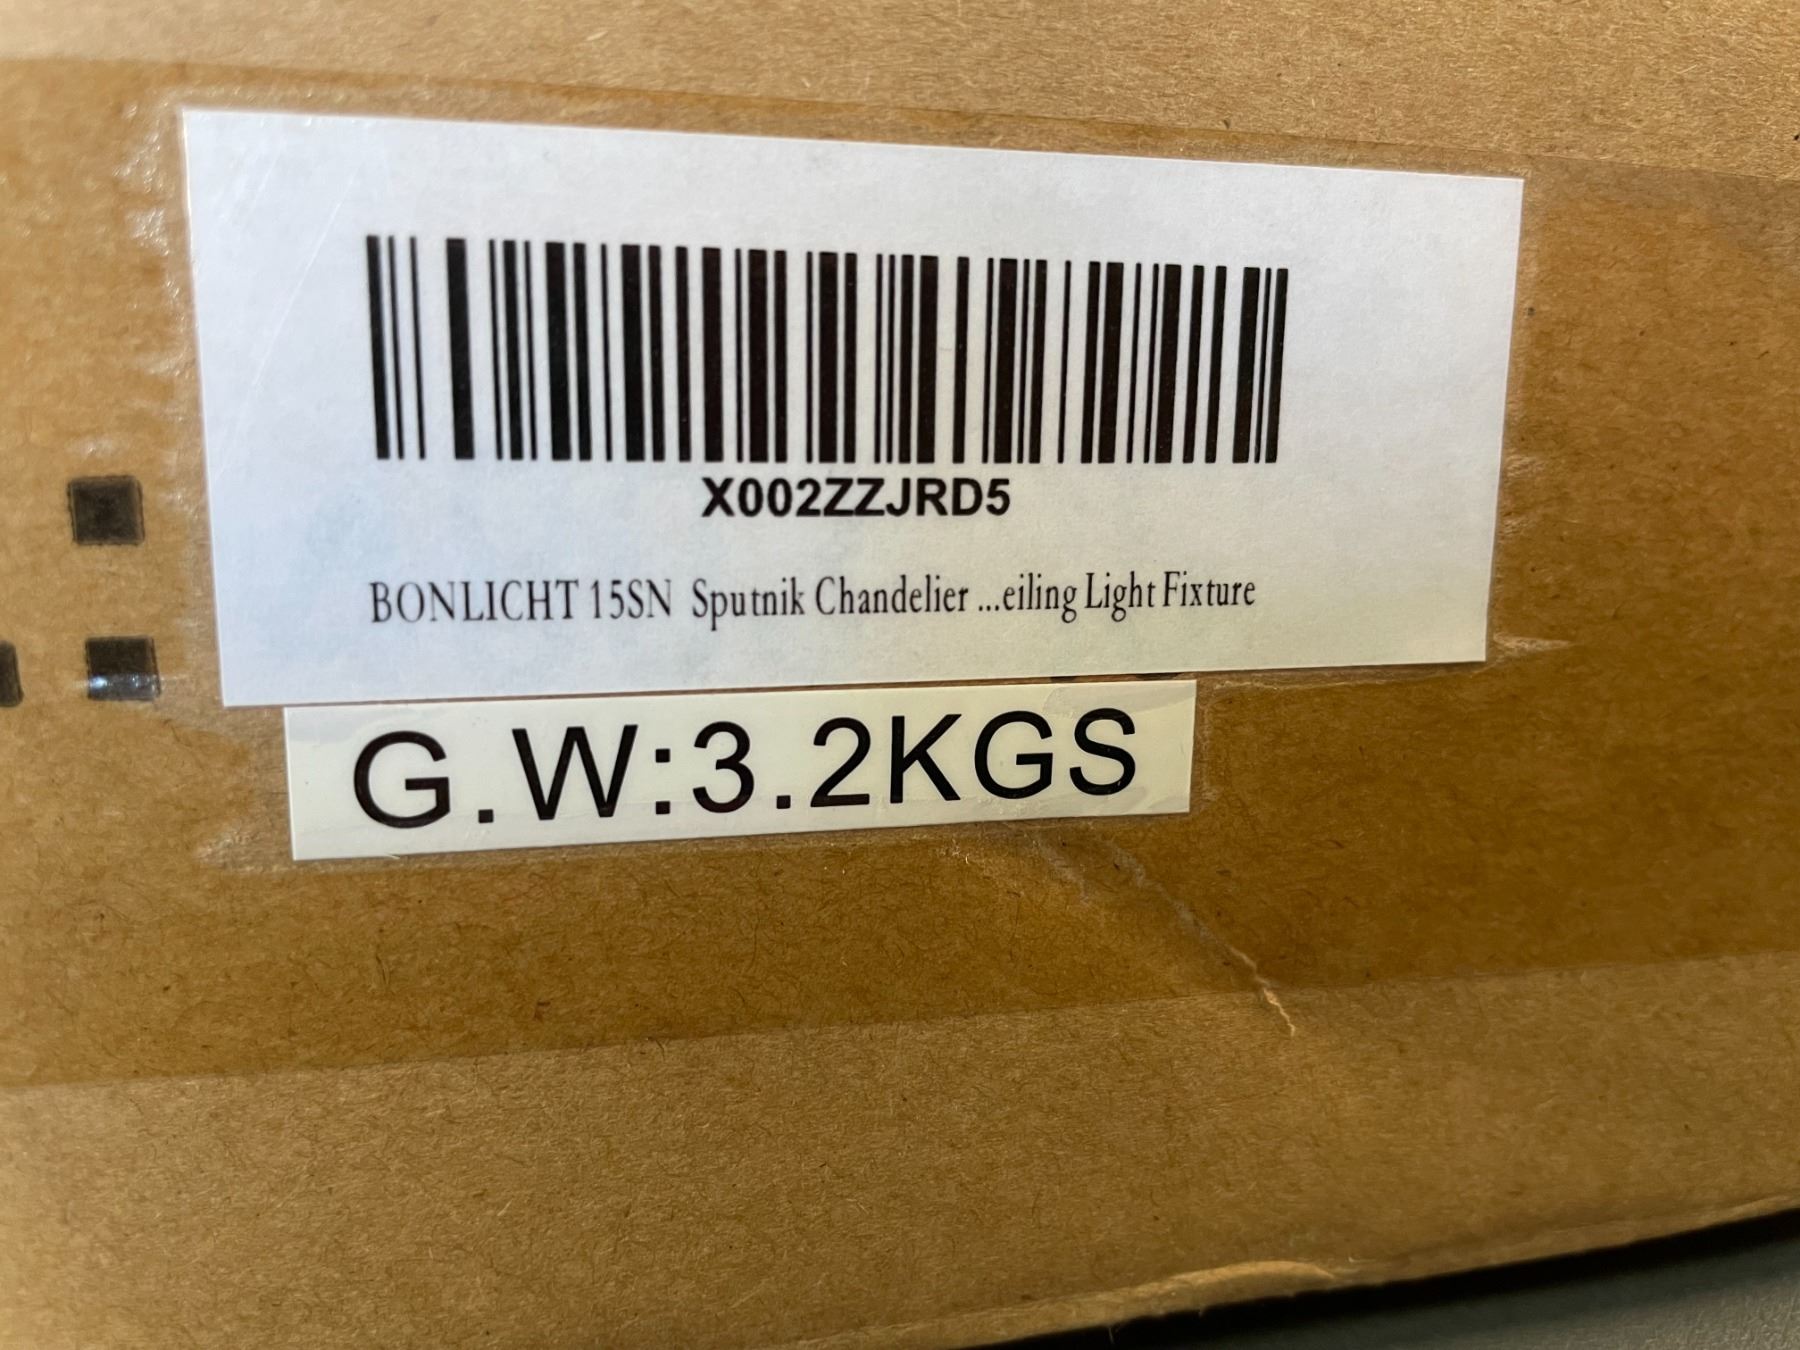 X002ZZJRD5
BONLICHT 15SN Sputnik Chandelier ...eiling Light Fixture
G.W:3.2KGS